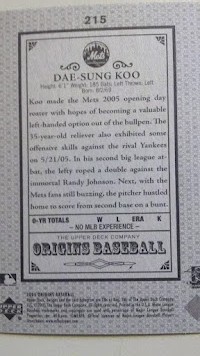 215
Mets
DAE-SUNG KOO
Height: 6'1" Weight: 185 Bats: Left Throws: Left
Born: 8/2/69
Koo made the Mets 2005 opening day
roster with hopes of becoming a valuable
left-handed option out of the bullpen. The
35-year-old reliever also exhibited some
offensive skills against the rival Yankees
on 5/21/05. In his second big league at-
bat, the lefty roped a double against the
immortal Randy Johnson. Next, with the
Mets fans still buzzing, the pitcher hustled
home to score from second base on a bunt.
0-YR TOTALS W L ERA K
– NO MLB EXPERIENCE –
THE UPPER DECK COMPANY
ORIGINS BASEBALL
UPPER DECK